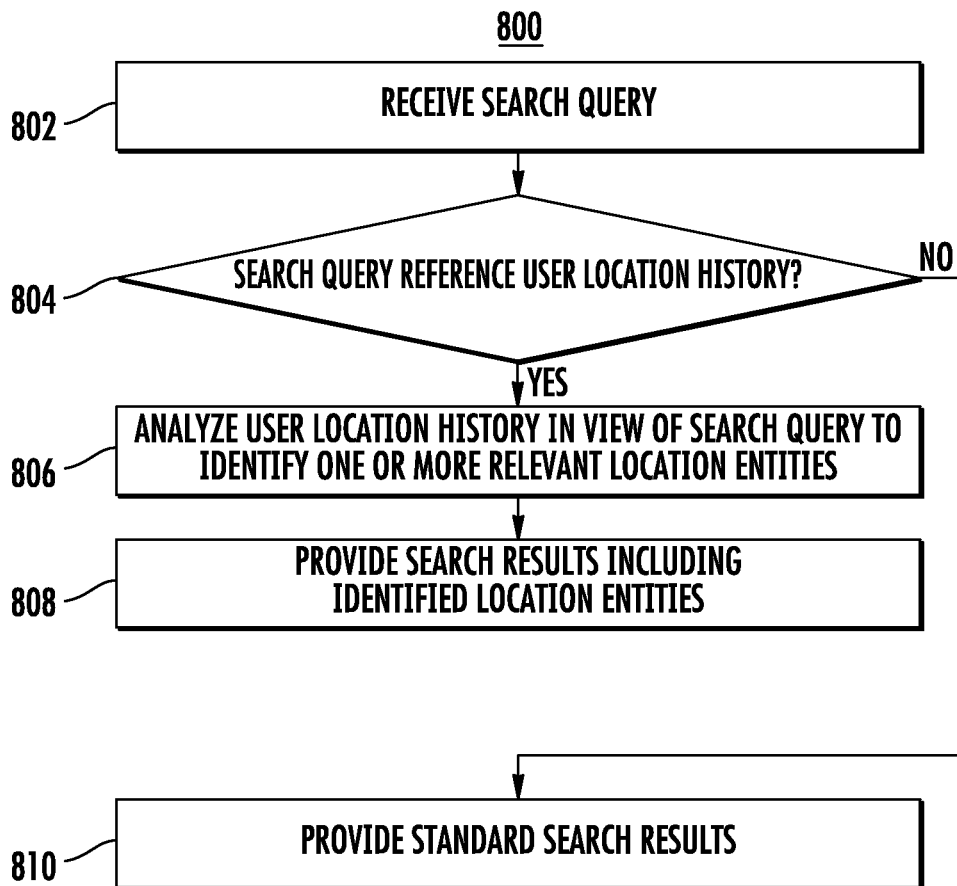 800
802
RECEIVE SEARCH QUERY
804
SEARCH QUERY REFERENCE USER LOCATION HISTORY?
NO
YES
806
ANALYZE USER LOCATION HISTORY IN VIEW OF SEARCH QUERY TO
IDENTIFY ONE OR MORE RELEVANT LOCATION ENTITIES
808
PROVIDE SEARCH RESULTS INCLUDING
IDENTIFIED LOCATION ENTITIES
810
PROVIDE STANDARD SEARCH RESULTS